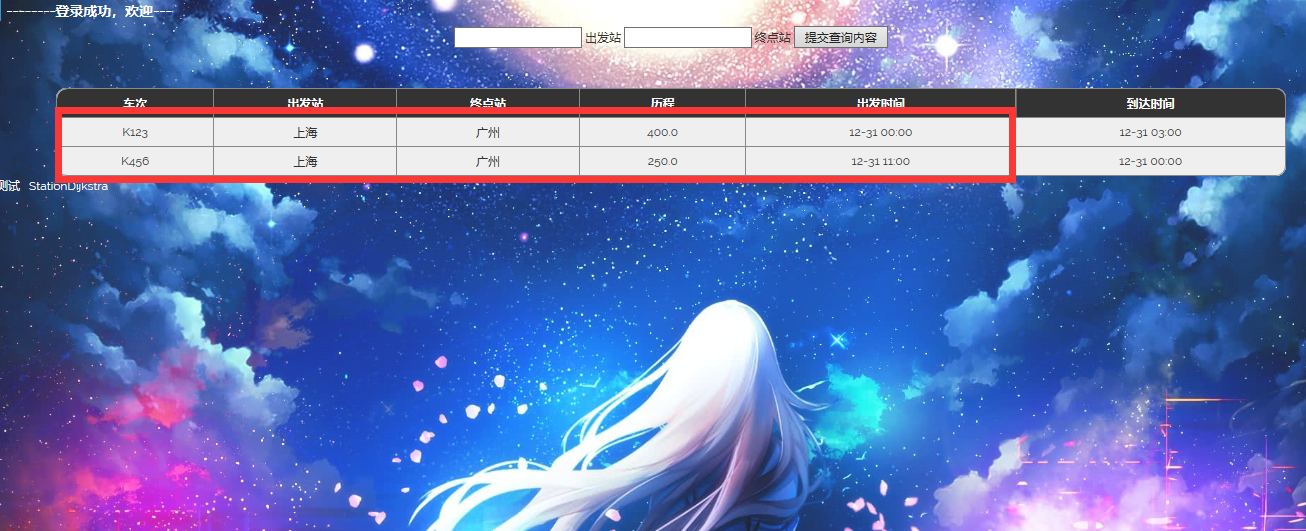 --------登录成功，欢迎---
出发站 终点站 提交查询内容
车次 出发站 终点站 历程 出发时间 到达时间
K123 上海 广州 400.0 12-31 00:00 12-31 03:00
K456 上海 广州 250.0 12-31 11:00 12-31 00:00
测试 StationDijkstra